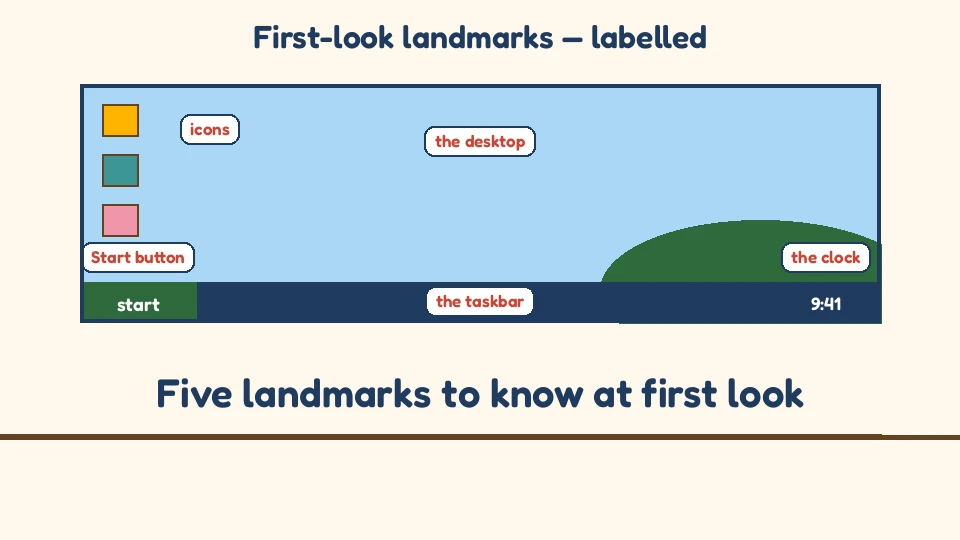 First-look landmarks — labelled
icons
the desktop
Start button
the clock
start
the taskbar
9:41
Five landmarks to know at first look